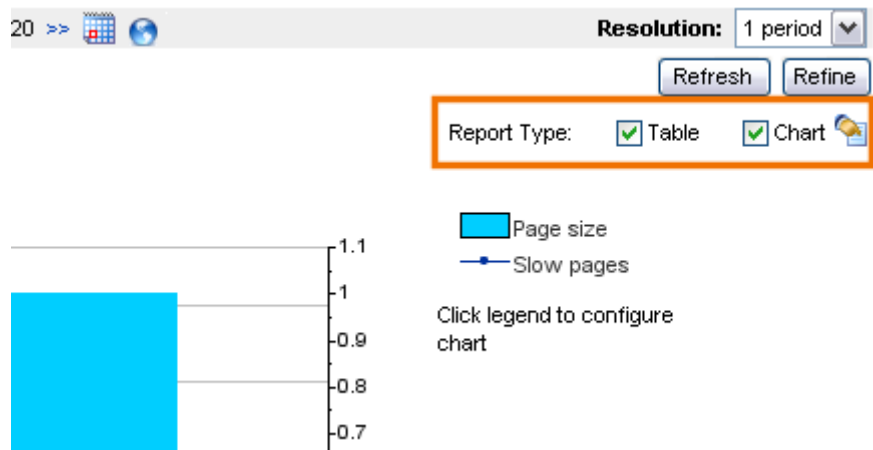 20 >> Resolution: 1 period
Refresh Refine
Report Type: Table Chart
Page size
Slow pages
Click legend to configure
chart
1.1
1
0.9
0.8
0.7